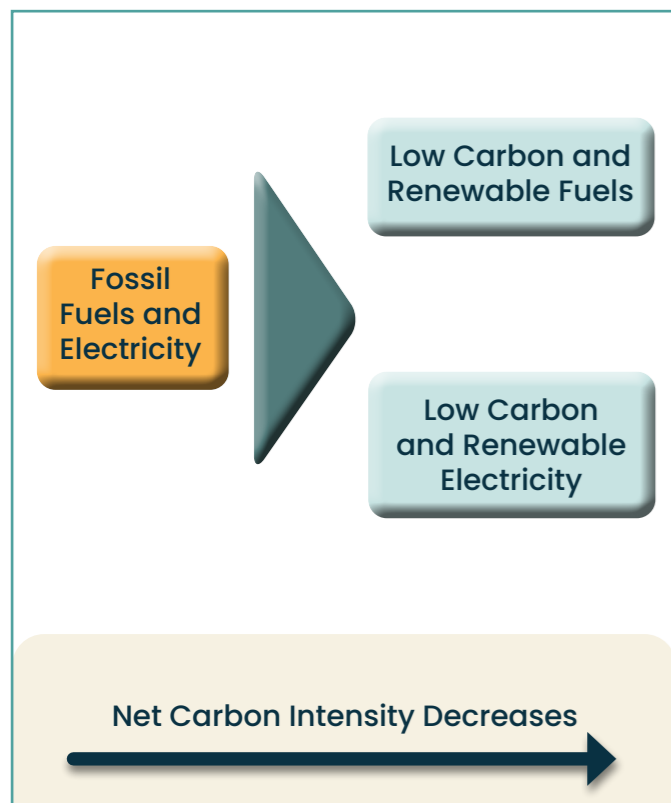 Low Carbon and
Renewable Fuels
Fossil
Fuels and
Electricity
Low Carbon
and Renewable
Electricity
Net Carbon Intensity Decreases